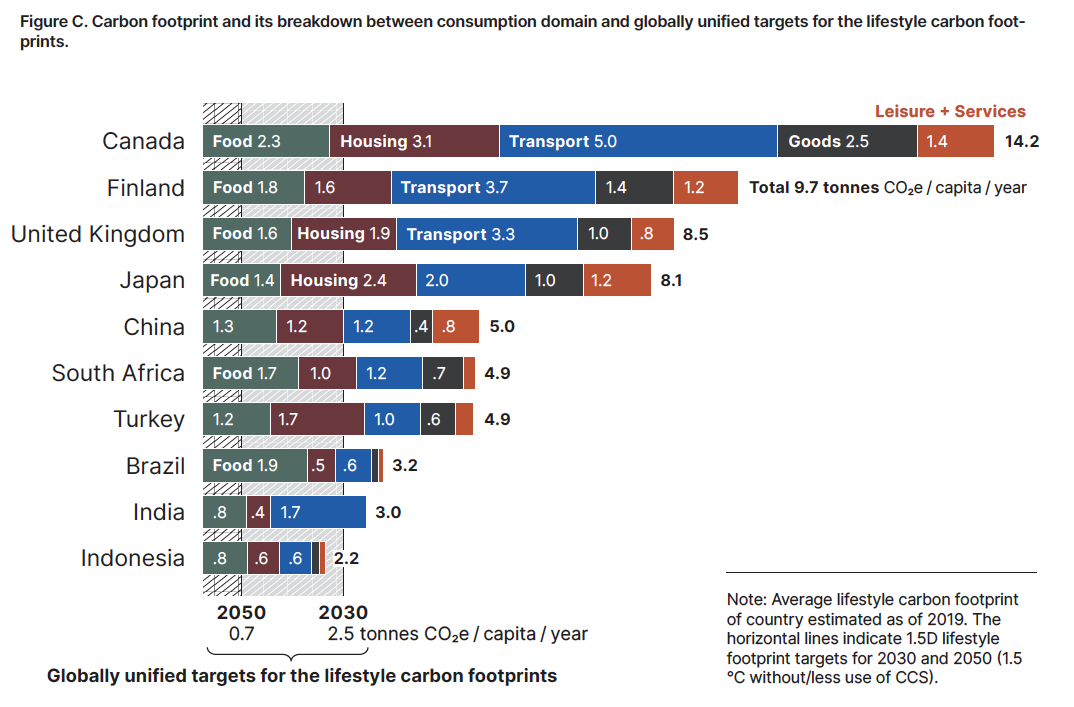 Figure C. Carbon footprint and its breakdown between consumption domain and globally unified targets for the lifestyle carbon foot-
prints.
Leisure + Services
Canada Food 2.3 Housing 3.1 Transport 5.0 Goods 2.5 1.4 14.2
Finland Food 1.8 1.6 Transport 3.7 1.4 1.2 Total 9.7 tonnes CO₂e / capita / year
United Kingdom Food 1.6 Housing 1.9 Transport 3.3 1.0 .8 8.5
Japan Food 1.4 Housing 2.4 2.0 1.0 1.2 8.1
China 1.3 1.2 1.2 .4 .8 5.0
South Africa Food 1.7 1.0 1.2 .7 4.9
Turkey 1.2 1.7 1.0 .6 4.9
Brazil Food 1.9 .5 .6 3.2
India .8 .4 1.7 3.0
Indonesia .8 .6 .6 2.2
2050 2030
0.7 2.5 tonnes CO₂e / capita / year
Globally unified targets for the lifestyle carbon footprints
Note: Average lifestyle carbon footprint
of country estimated as of 2019. The
horizontal lines indicate 1.5D lifestyle
footprint targets for 2030 and 2050 (1.5
°C without/less use of CCS).